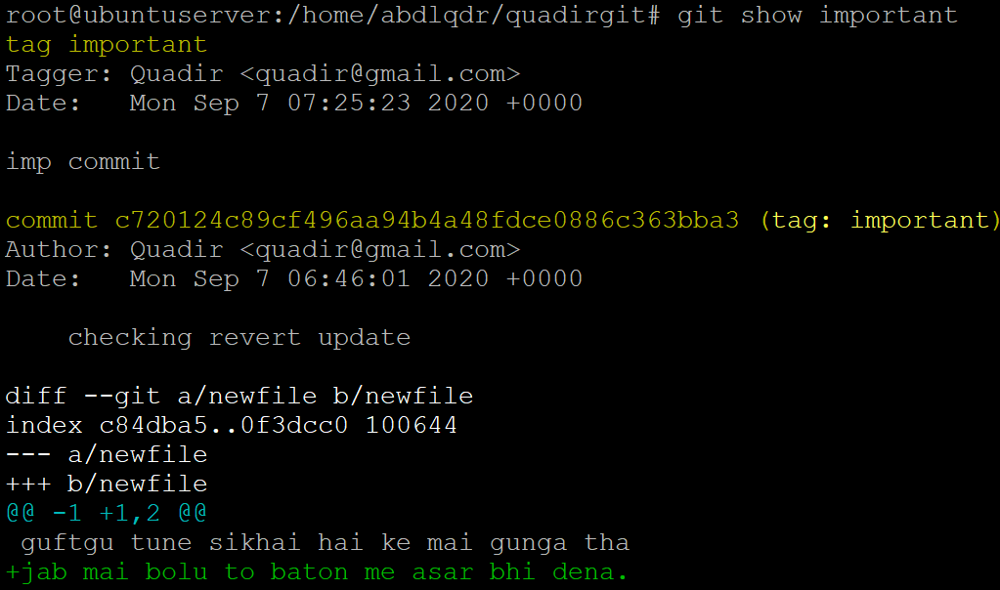 root@ubuntuserver:/home/abdlqdr/quadirgit# git show important
tag important
Tagger: Quadir <quadir@gmail.com>
Date:   Mon Sep 7 07:25:23 2020 +0000

imp commit

commit c720124c89cf496aa94b4a48fdce0886c363bba3 (tag: important)
Author: Quadir <quadir@gmail.com>
Date:   Mon Sep 7 06:46:01 2020 +0000

    checking revert update

diff --git a/newfile b/newfile
index c84dba5..0f3dcc0 100644
--- a/newfile
+++ b/newfile
@@ -1 +1,2 @@
 guftgu tune sikhai hai ke mai gunga tha
+jab mai bolu to baton me asar bhi dena.